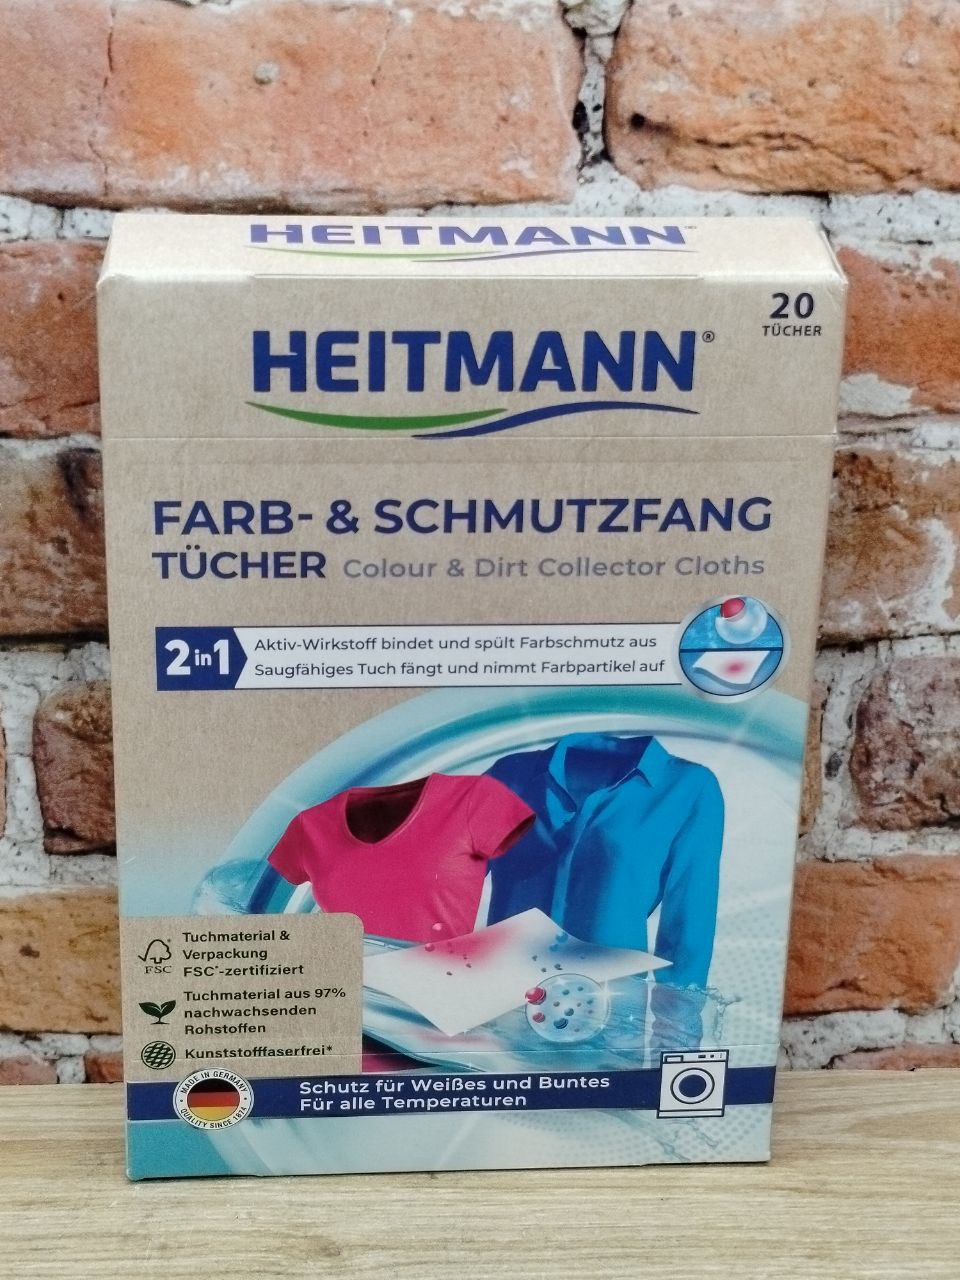 HEITMANN®
20
TÜCHER
HEITMANN®
FARB- & SCHMUTZFANG
TÜCHER Colour & Dirt Collector Cloths
2in1
Aktiv-Wirkstoff bindet und spült Farbschmutz aus
Saugfähiges Tuch fängt und nimmt Farbpartikel auf
FSC®
Tuchmaterial &
Verpackung
FSC®-zertifiziert
Tuchmaterial aus 97%
nachwachsenden
Rohstoffen
Kunststofffaserfrei*
MADE IN GERMANY
QUALITY SINCE 1874
Schutz für Weißes und Buntes
Für alle Temperaturen